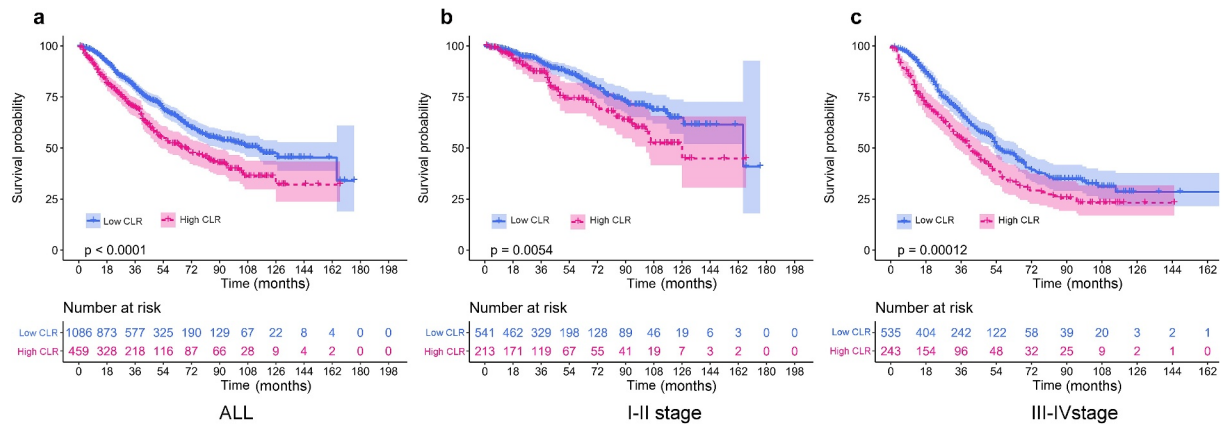 a
100
75
50
25
0
Survival probability
Low CLR High CLR
p < 0.0001
0 18 36 54 72 90 108 126 144 162 180 198
Time (months)
Number at risk
Low CLR 1086 873 577 325 190 129 67 22 8 4 0 0
High CLR 459 328 218 116 87 66 28 9 4 2 0 0
0 18 36 54 72 90 108 126 144 162 180 198
Time (months)
ALL
b
100
75
50
25
0
Survival probability
Low CLR High CLR
p = 0.0054
0 18 36 54 72 90 108 126 144 162 180 198
Time (months)
Number at risk
Low CLR 541 462 329 198 128 89 46 19 6 3 0 0
High CLR 213 171 119 67 55 41 19 7 3 2 0 0
0 18 36 54 72 90 108 126 144 162 180 198
Time (months)
I-II stage
c
100
75
50
25
0
Survival probability
Low CLR High CLR
p = 0.00012
0 18 36 54 72 90 108 126 144 162
Time (months)
Number at risk
Low CLR 535 404 242 122 58 39 20 3 2 1
High CLR 243 154 96 48 32 25 9 2 1 0
0 18 36 54 72 90 108 126 144 162
Time (months)
III-IVstage